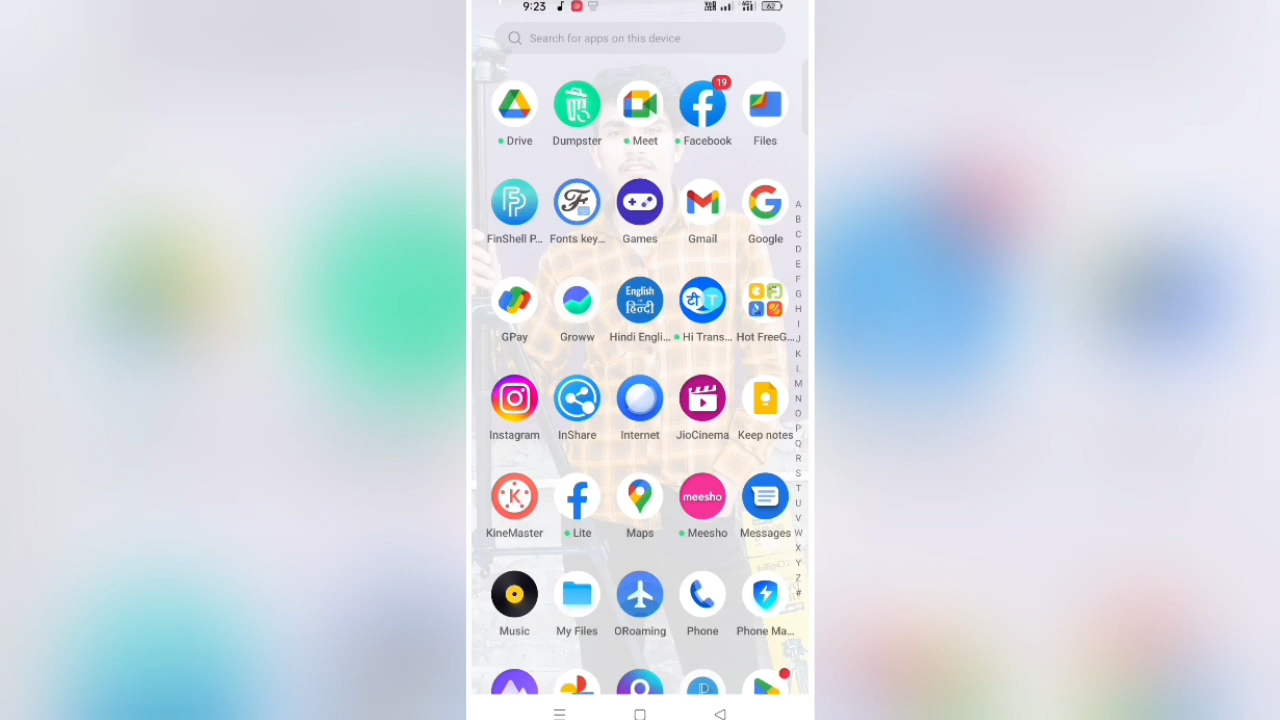 9:23
62
Search for apps on this device
19
Drive Dumpster Meet Facebook Files
FinShell P... Fonts key... Games Gmail Google
English
हिन्दी
GPay Groww Hindi Engli... Hi Trans... Hot FreeG...
Instagram InShare Internet JioCinema Keep notes
meesho
KineMaster Lite Maps Meesho Messages
Music My Files ORoaming Phone Phone Ma...
A
B
C
D
E
F
G
H
I
J
K
L
M
N
O
P
Q
R
S
T
U
V
W
X
Y
Z
#